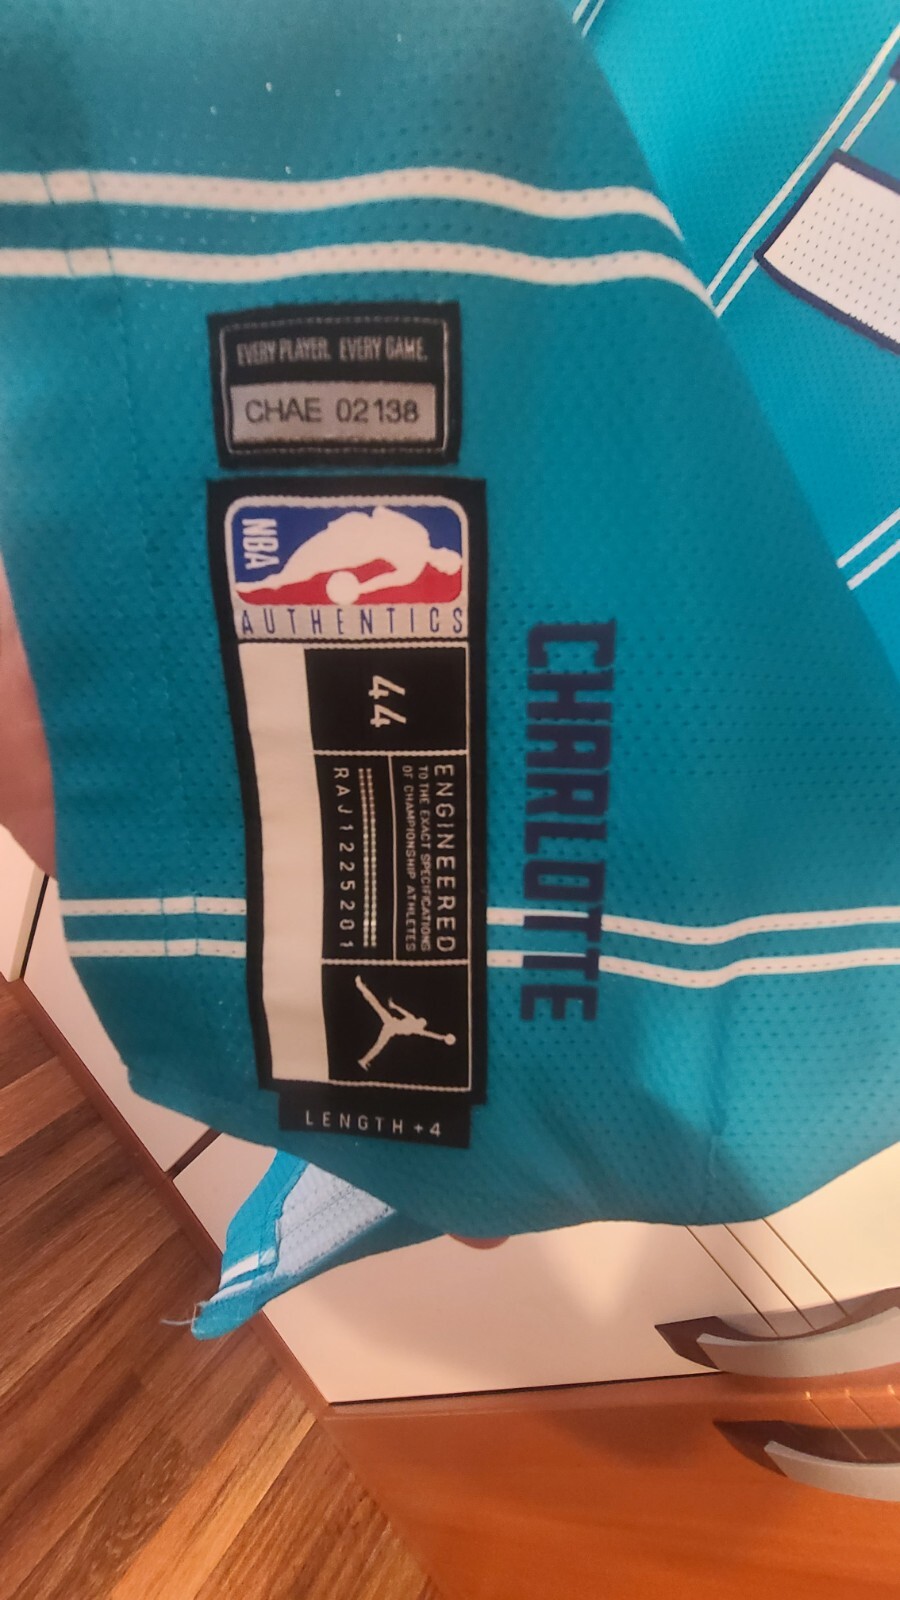 EVERY PLAYER. EVERY GAME.
CHAE 02138
NBA
AUTHENTICS
44
ENGINEERED
TO THE EXACT SPECIFICATIONS
OF CHAMPIONSHIP ATHLETES
RAJ1225201
LENGTH +4
CHARLOTTE